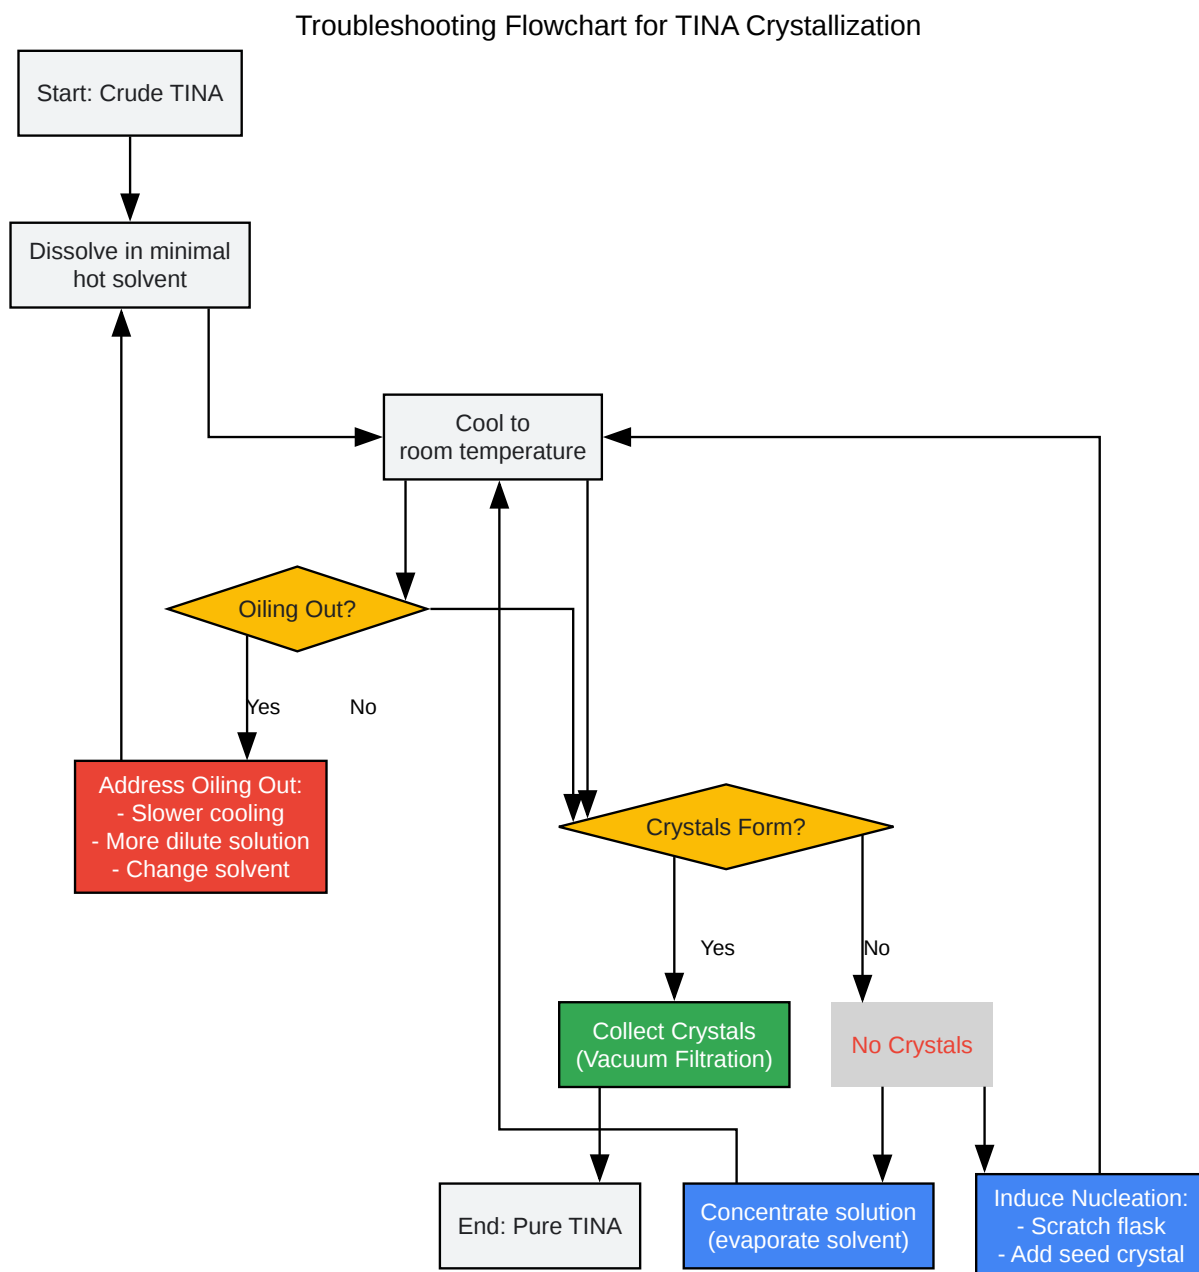 Troubleshooting Flowchart for TINA Crystallization
Start: Crude TINA
Dissolve in minimal
hot solvent
Cool to
room temperature
Oiling Out?
Yes
No
Address Oiling Out:
- Slower cooling
- More dilute solution
- Change solvent
Crystals Form?
Yes
No
Collect Crystals
(Vacuum Filtration)
No Crystals
End: Pure TINA
Concentrate solution
(evaporate solvent)
Induce Nucleation:
- Scratch flask
- Add seed crystal